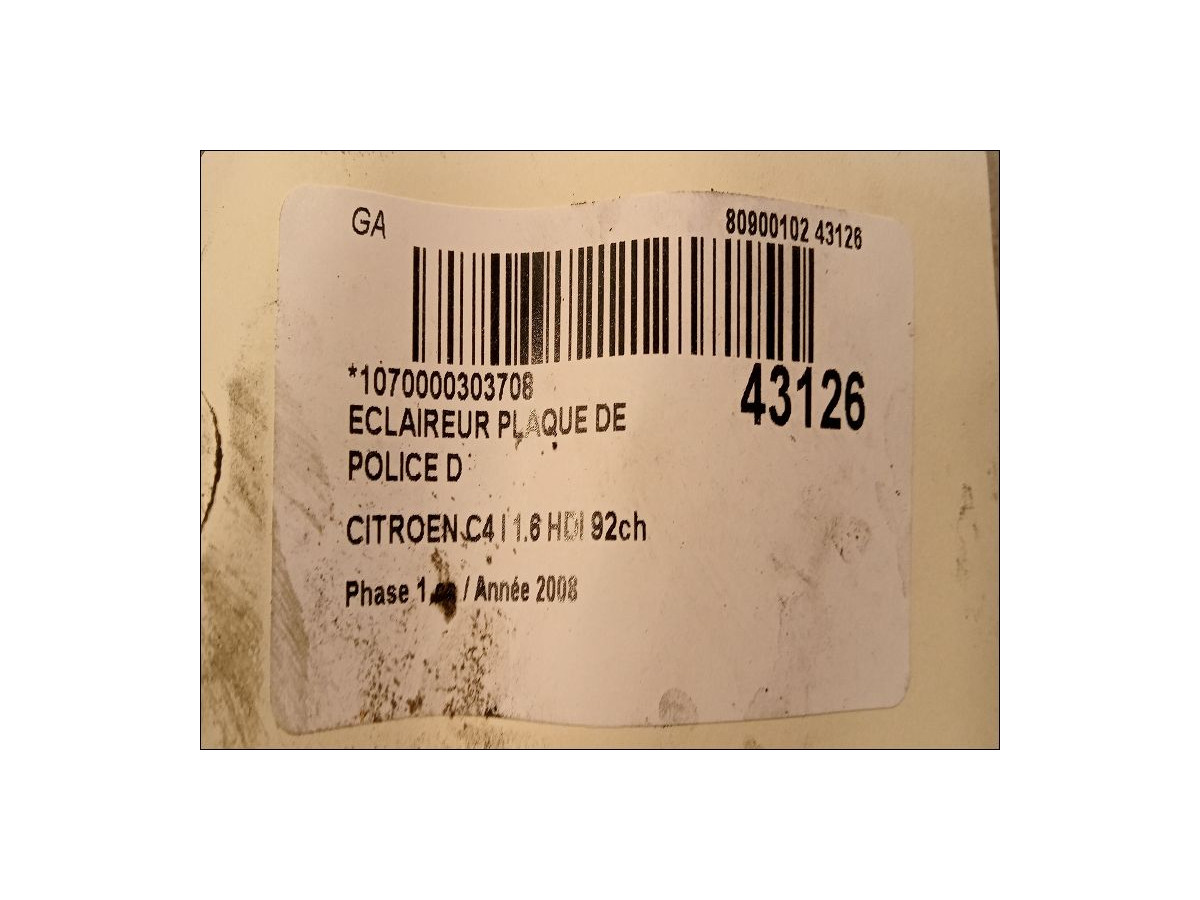 GA
80900102 43126
*1070000303708
43126
ECLAIREUR PLAQUE DE
POLICE D
CITROEN C4 I 1.6 HDI 92ch
Phase 1 / Année 2008